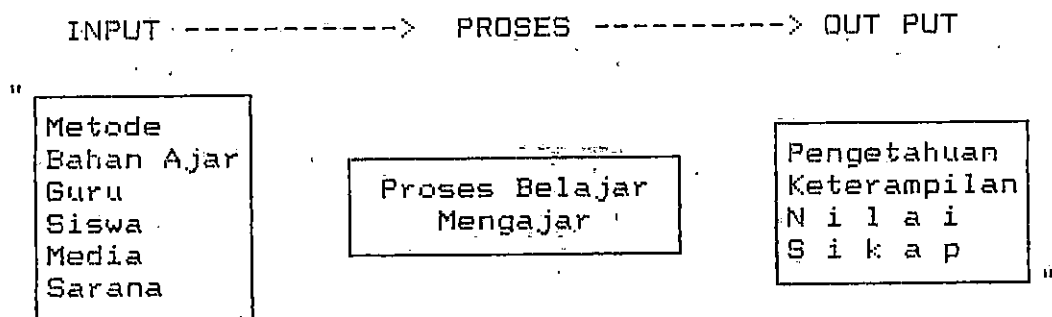 INPUT -----------> PROSES ----------> OUT PUT
"
Metode
Bahan Ajar
Guru
Siswa
Media
Sarana
Proses Belajar
Mengajar
Pengetahuan
Keterampilan
N i l a i
S i k a p
"